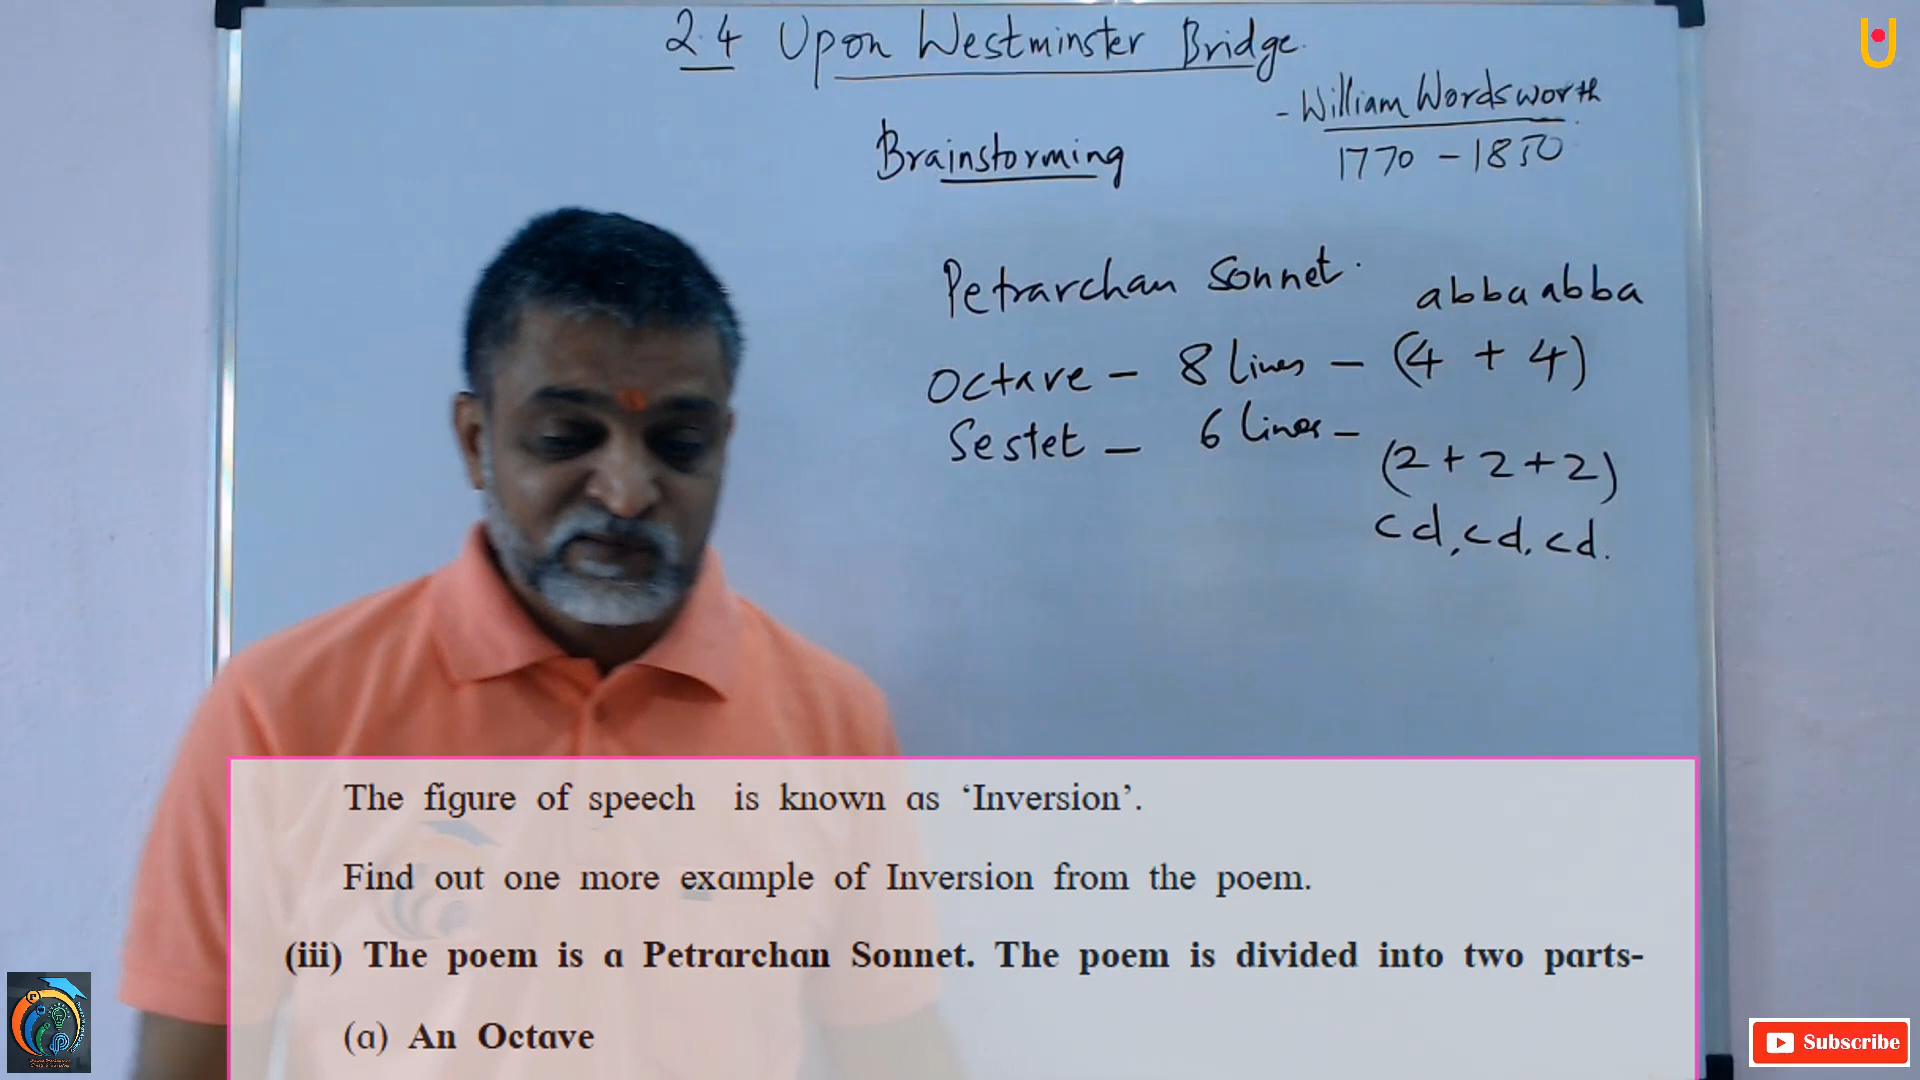 2.4 Upon Westminster Bridge.
- William Wordsworth
1770 - 1850
Brainstorming
Petrarchan Sonnet.
abba abba
Octave - 8 lines - (4 + 4)
Sestet - 6 lines -
(2 + 2 + 2)
cd, cd, cd.
The figure of speech is known as ‘Inversion’.
Find out one more example of Inversion from the poem.
(iii) The poem is a Petrarchan Sonnet. The poem is divided into two parts-
(a) An Octave
Subscribe